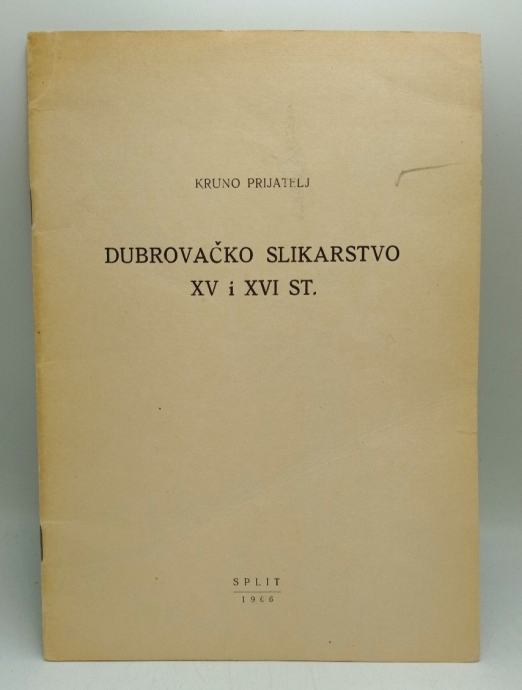 KRUNO PRIJATELJ
DUBROVAČKO SLIKARSTVO
XV i XVI ST.
SPLIT
1966